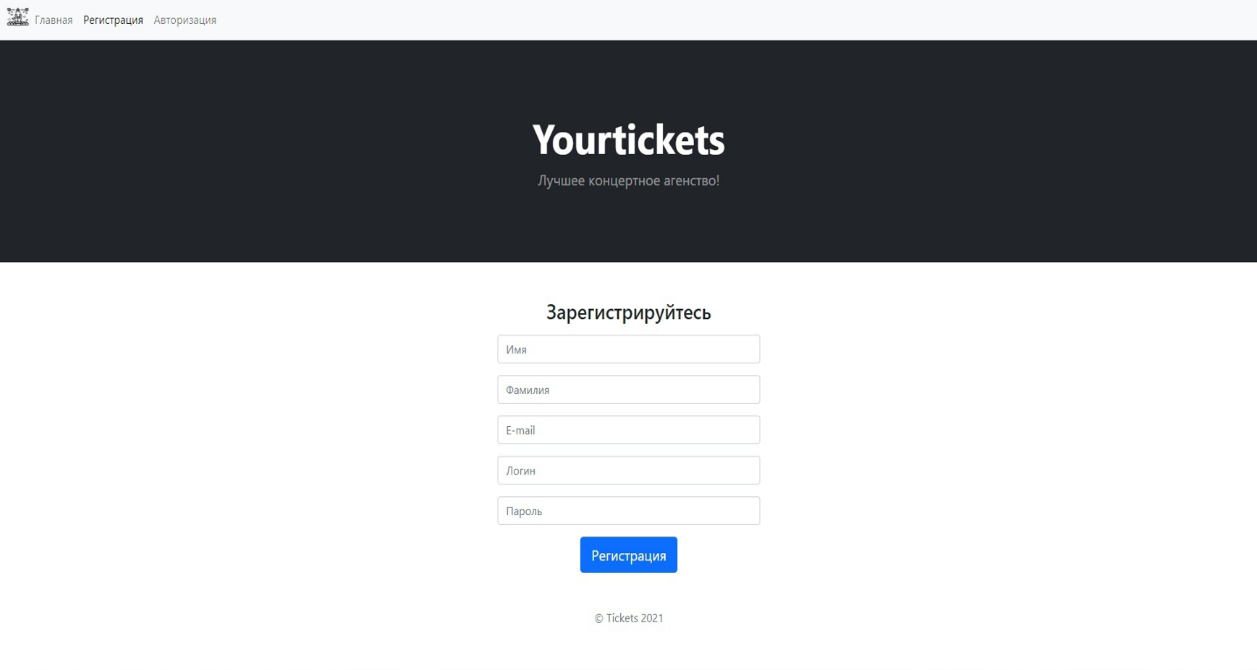 Главная Регистрация Авторизация
Yourtickets
Лучшее концертное агенство!
Зарегистрируйтесь
Имя
Фамилия
E-mail
Логин
Пароль
Регистрация
© Tickets 2021